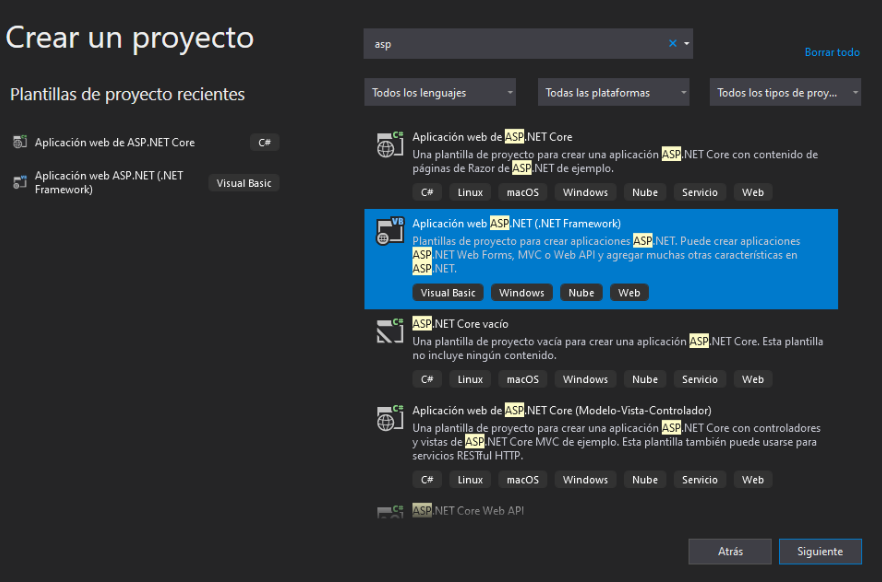 Crear un proyecto
asp
Borrar todo
Plantillas de proyecto recientes
Todos los lenguajes
Todas las plataformas
Todos los tipos de proy...
Aplicación web de ASP.NET Core
C#
Aplicación web ASP.NET (.NET
Framework)
Visual Basic
C#
Aplicación web de ASP.NET Core
Una plantilla de proyecto para crear una aplicación ASP.NET Core con contenido de
páginas de Razor de ASP.NET de ejemplo.
C# Linux macOS Windows Nube Servicio Web
VB
Aplicación web ASP.NET (.NET Framework)
Plantillas de proyecto para crear aplicaciones ASP.NET. Puede crear aplicaciones
ASP.NET Web Forms, MVC o Web API y agregar muchas otras características en
ASP.NET.
Visual Basic Windows Nube Web
C#
ASP.NET Core vacío
Una plantilla de proyecto vacía para crear una aplicación ASP.NET Core. Esta plantilla
no incluye ningún contenido.
C# Linux macOS Windows Nube Servicio Web
C#
Aplicación web de ASP.NET Core (Modelo-Vista-Controlador)
Una plantilla de proyecto para crear una aplicación ASP.NET Core con controladores
y vistas de ASP.NET Core MVC de ejemplo. Esta plantilla también puede usarse para
servicios RESTful HTTP.
C# Linux macOS Windows Nube Servicio Web
C#
ASP.NET Core Web API
Atrás
Siguiente